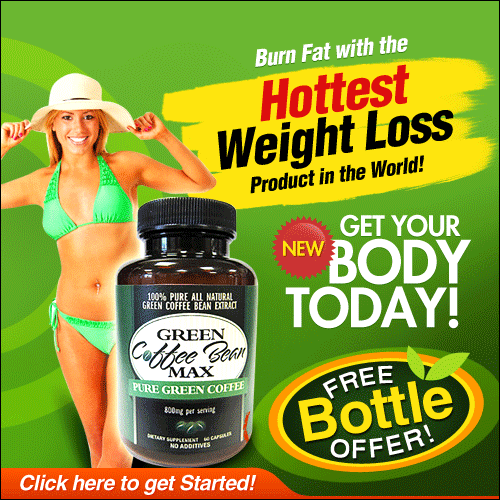 Burn Fat with the
Hottest
Weight Loss
Product in the World!
NEW
GET YOUR
BODY
TODAY!
100% PURE ALL NATURAL
GREEN COFFEE BEAN EXTRACT
GREEN
Coffee Bean
MAX
PURE GREEN COFFEE
800mg per serving
DIETARY SUPPLEMENT 60 CAPSULES
NO ADDITIVES
FREE
Bottle
OFFER!
Click here to get Started!